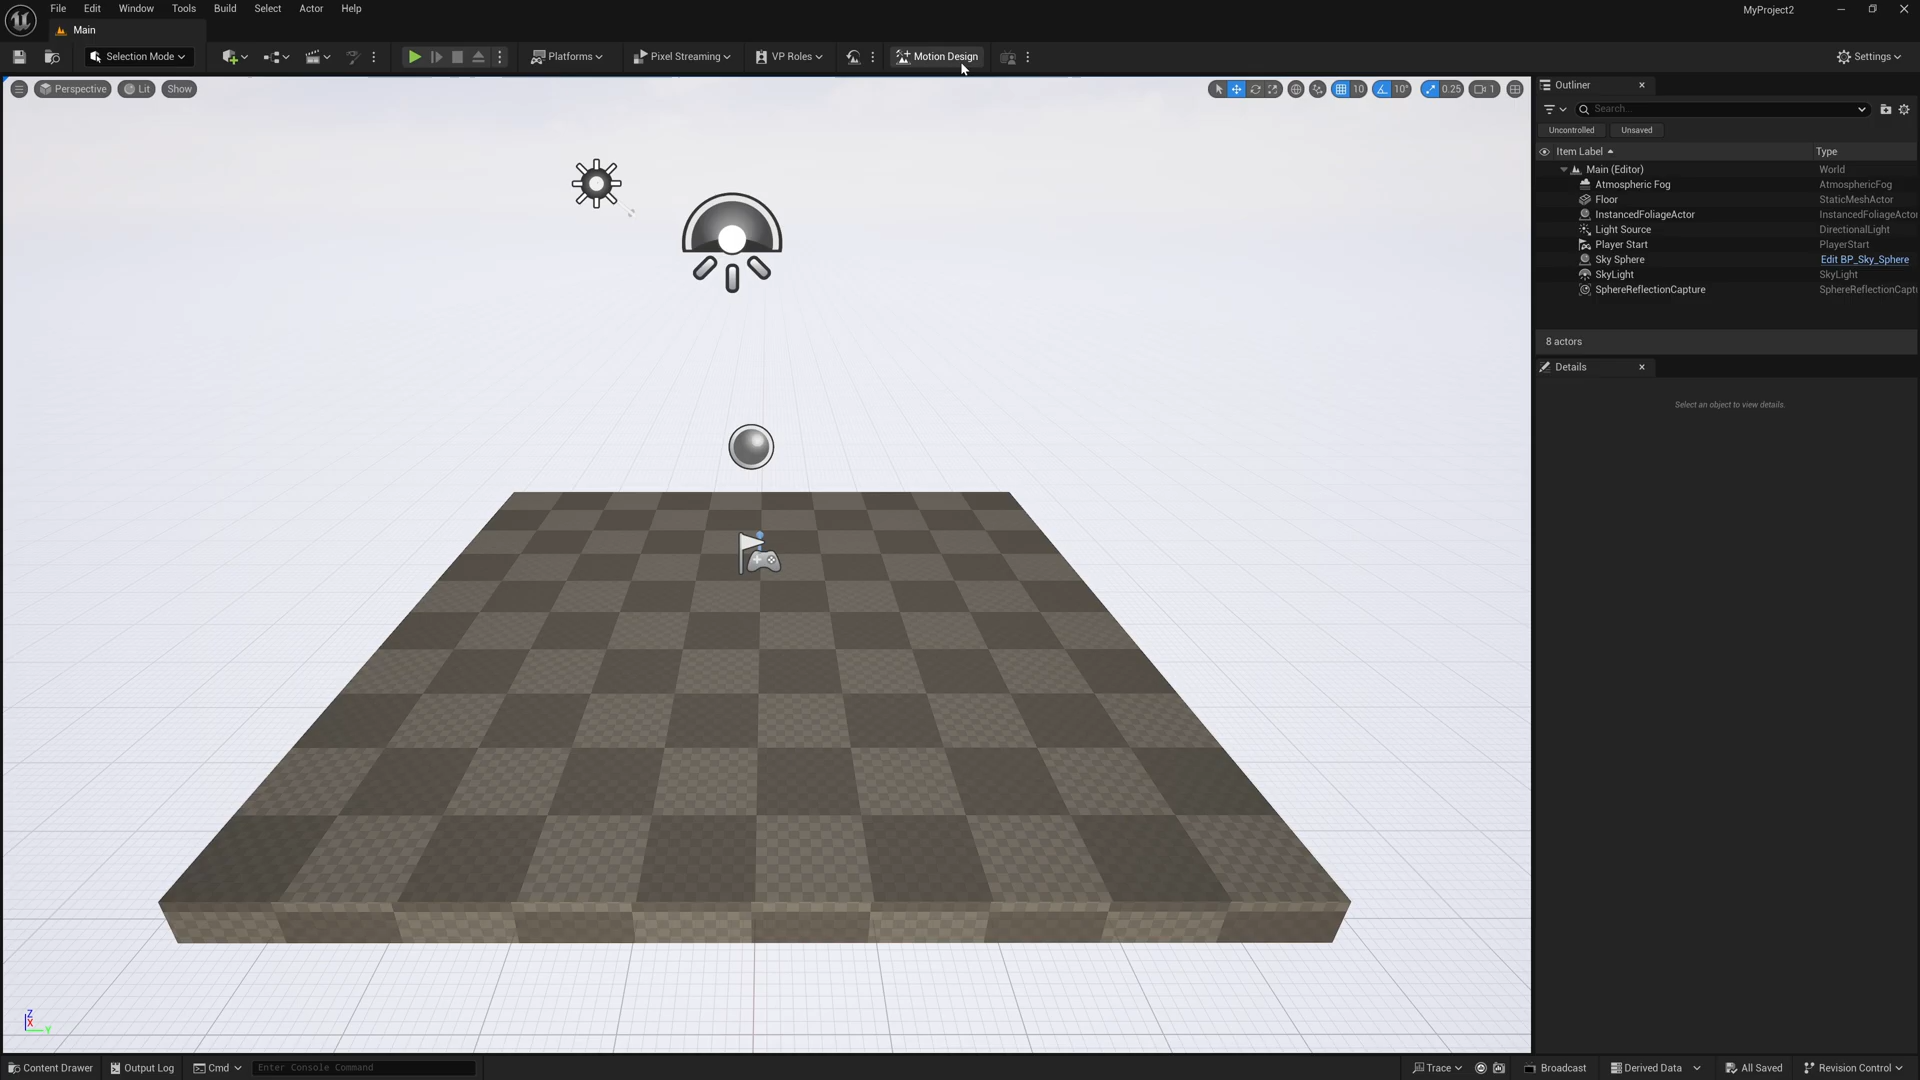 File Edit Window Tools Build Select Actor Help
MyProject2
Main
Selection Mode
Platforms
Pixel Streaming
VP Roles
Motion Design
Settings
Perspective
Lit
Show
10
10°
0.25
1
Outliner
Search...
Uncontrolled
Unsaved
Item Label Type
Main (Editor) World
Atmospheric Fog AtmosphericFog
Floor StaticMeshActor
InstancedFoliageActor InstancedFoliageActor
Light Source DirectionalLight
Player Start PlayerStart
Sky Sphere Edit BP_Sky_Sphere
SkyLight SkyLight
SphereReflectionCapture SphereReflectionCapt
8 actors
Details
Select an object to view details.
Z
X
Y
Content Drawer
Output Log
Cmd
Enter Console Command
Trace
Broadcast
Derived Data
All Saved
Revision Control